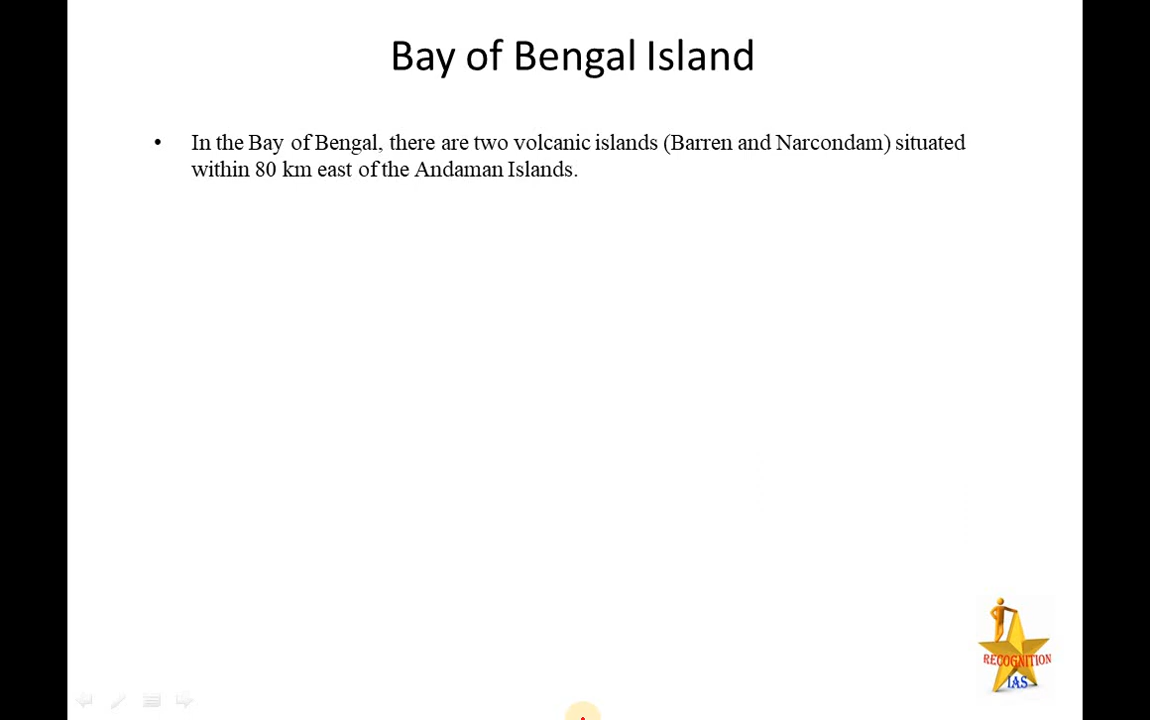 Bay of Bengal Island
• In the Bay of Bengal, there are two volcanic islands (Barren and Narcondam) situated
within 80 km east of the Andaman Islands.
RECOGNITION
IAS